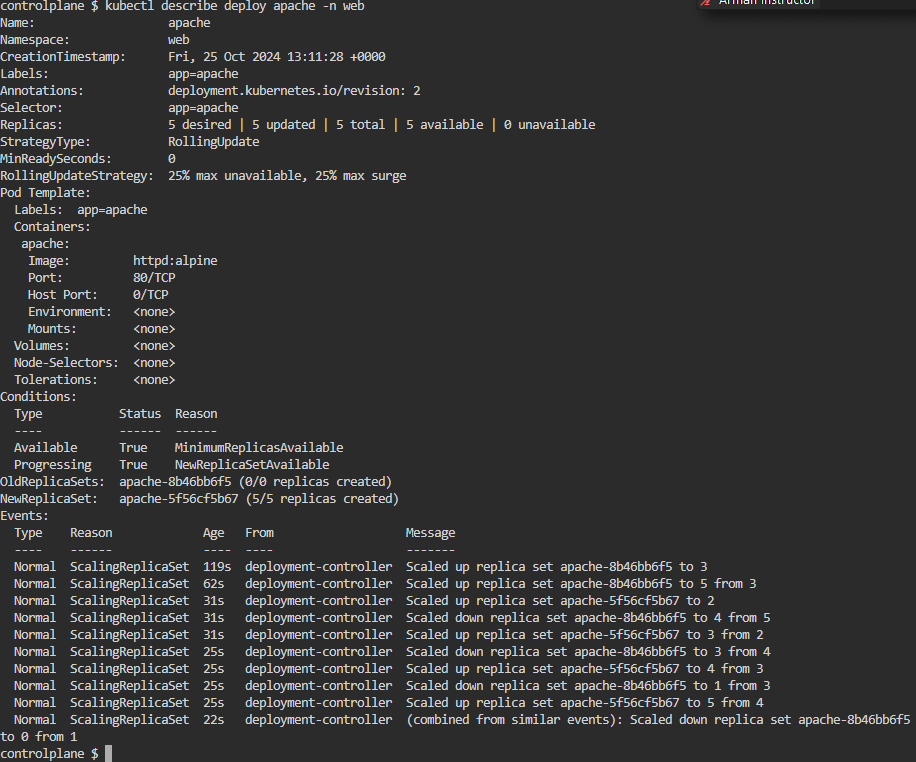 Arman Instructor
controlplane $ kubectl describe deploy apache -n web
Name:                   apache
Namespace:              web
CreationTimestamp:      Fri, 25 Oct 2024 13:11:28 +0000
Labels:                 app=apache
Annotations:            deployment.kubernetes.io/revision: 2
Selector:               app=apache
Replicas:               5 desired | 5 updated | 5 total | 5 available | 0 unavailable
StrategyType:           RollingUpdate
MinReadySeconds:        0
RollingUpdateStrategy:  25% max unavailable, 25% max surge
Pod Template:
  Labels:  app=apache
  Containers:
   apache:
    Image:        httpd:alpine
    Port:         80/TCP
    Host Port:    0/TCP
    Environment:  <none>
    Mounts:       <none>
  Volumes:        <none>
  Node-Selectors: <none>
  Tolerations:    <none>
Conditions:
  Type           Status  Reason
  ----           ------  ------
  Available      True    MinimumReplicasAvailable
  Progressing    True    NewReplicaSetAvailable
OldReplicaSets:  apache-8b46bb6f5 (0/0 replicas created)
NewReplicaSet:   apache-5f56cf5b67 (5/5 replicas created)
Events:
  Type    Reason             Age   From                   Message
  ----    ------             ----  ----                   -------
  Normal  ScalingReplicaSet  119s  deployment-controller  Scaled up replica set apache-8b46bb6f5 to 3
  Normal  ScalingReplicaSet  62s   deployment-controller  Scaled up replica set apache-8b46bb6f5 to 5 from 3
  Normal  ScalingReplicaSet  31s   deployment-controller  Scaled up replica set apache-5f56cf5b67 to 2
  Normal  ScalingReplicaSet  31s   deployment-controller  Scaled down replica set apache-8b46bb6f5 to 4 from 5
  Normal  ScalingReplicaSet  31s   deployment-controller  Scaled up replica set apache-5f56cf5b67 to 3 from 2
  Normal  ScalingReplicaSet  25s   deployment-controller  Scaled down replica set apache-8b46bb6f5 to 3 from 4
  Normal  ScalingReplicaSet  25s   deployment-controller  Scaled up replica set apache-5f56cf5b67 to 4 from 3
  Normal  ScalingReplicaSet  25s   deployment-controller  Scaled down replica set apache-8b46bb6f5 to 1 from 3
  Normal  ScalingReplicaSet  25s   deployment-controller  Scaled up replica set apache-5f56cf5b67 to 5 from 4
  Normal  ScalingReplicaSet  22s   deployment-controller  (combined from similar events): Scaled down replica set apache-8b46bb6f5
to 0 from 1
controlplane $